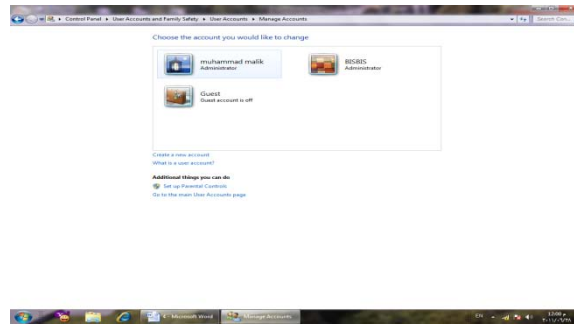 Control Panel ▸ User Accounts and Family Safety ▸ User Accounts ▸ Manage Accounts
Search Con...
Choose the account you would like to change
muhammad malik
Administrator
BISBIS
Administrator
Guest
Guest account is off
Create a new account
What is a user account?
Additional things you can do
Set up Parental Controls
Go to the main User Accounts page
Microsoft Word
Manage Accounts
EN